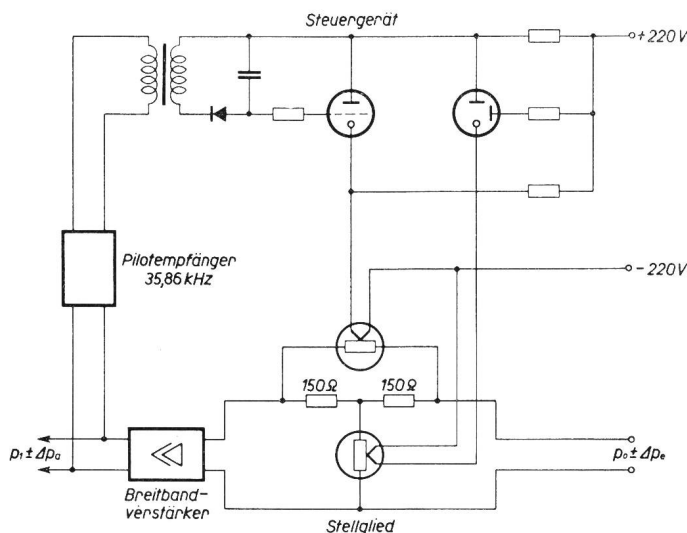 Steuergerät
+220V
Pilotempfänger
35,86 kHz
-220V
150Ω
150Ω
p₁ ± Δpₐ
p₀ ± Δpₑ
Breitband-
verstärker
Stellglied